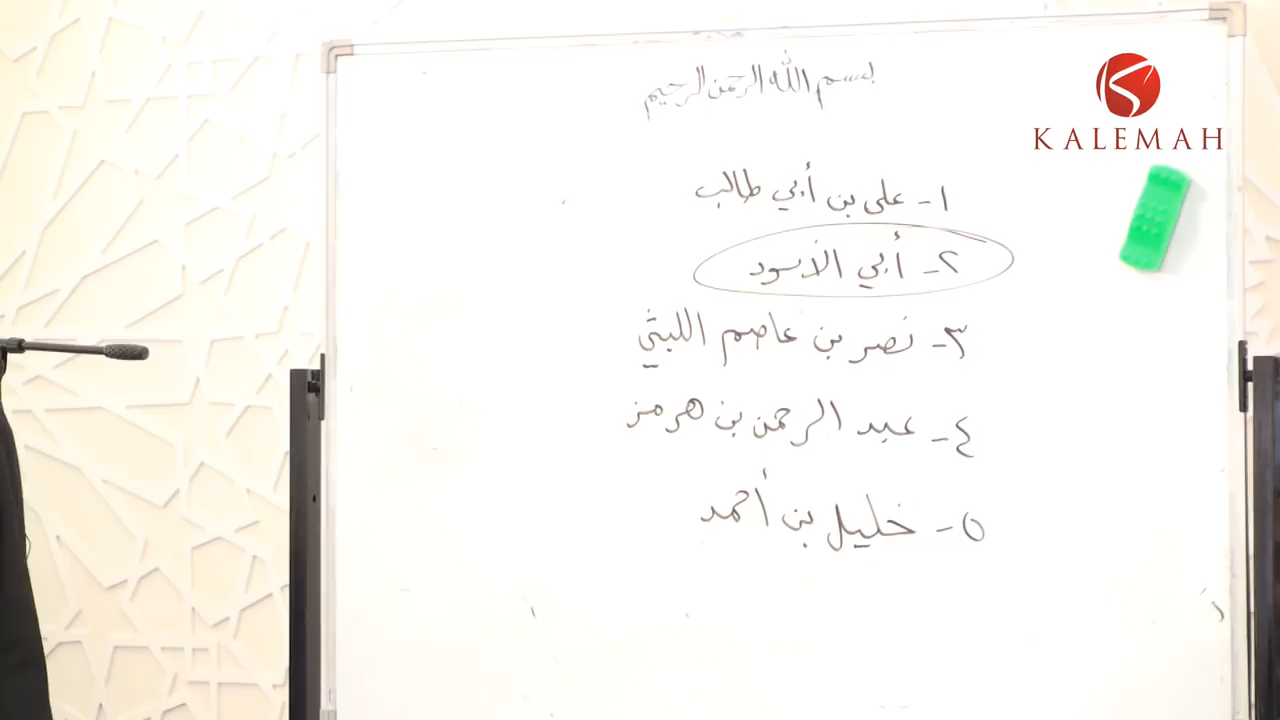 بسم الله الرحمن الرحيم
KALEMAH
١- علي بن أبي طالب
٢- أبي الأسود
٣- نصر بن عاصم الليثي
٤- عبد الرحمن بن هرمز
٥- خليل بن أحمد